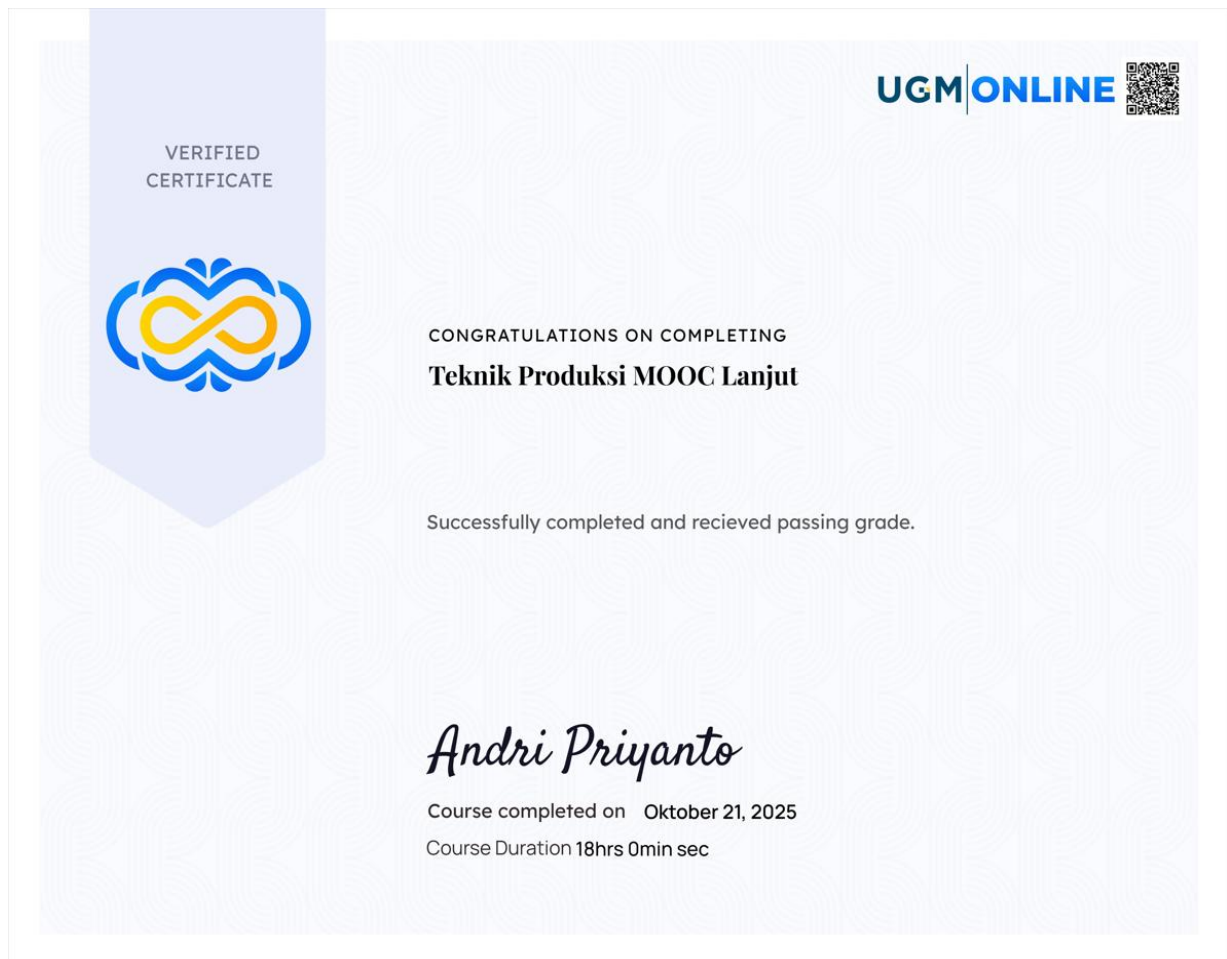 UGM ONLINE
VERIFIED
CERTIFICATE
CONGRATULATIONS ON COMPLETING
Teknik Produksi MOOC Lanjut
Successfully completed and recieved passing grade.
Andri Priyanto
Course completed on Oktober 21, 2025
Course Duration 18hrs 0min sec